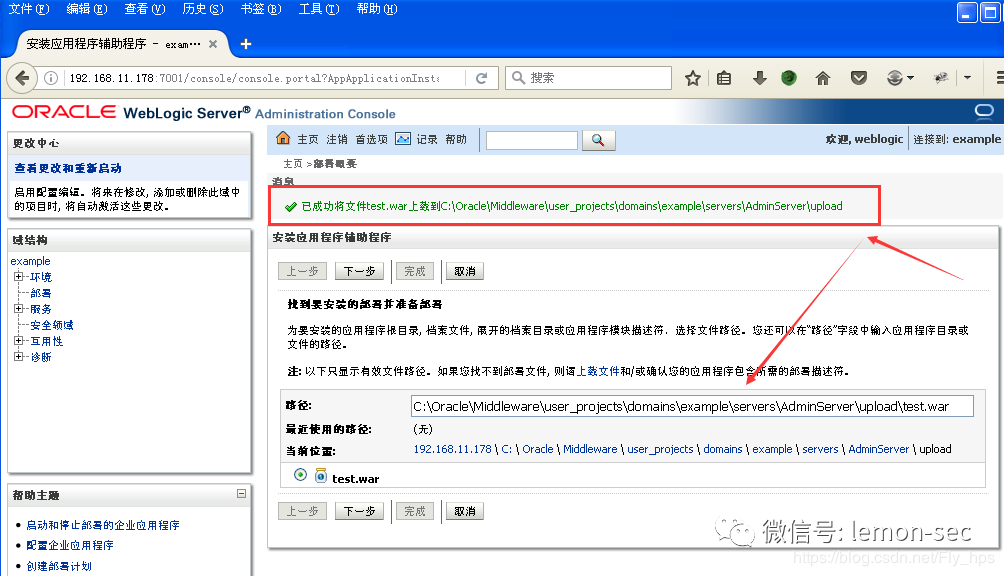 文件(F) 编辑(E) 查看(V) 历史(S) 书签(B) 工具(T) 帮助(H)
安装应用程序辅助程序 - exam… × +
192.168.11.178:7001/console/console.portal?AppApplicationInsta 搜索
ORACLE WebLogic Server® Administration Console
更改中心
查看更改和重新启动
启用配置编辑。将来在修改, 添加或删除此域中
的项目时, 将自动激活这些更改。
域结构
example
环境
部署
服务
安全领域
互用性
诊断
帮助主题
启动和停止部署的企业应用程序
配置企业应用程序
创建部署计划
主页 注销 首选项 记录 帮助
欢迎, weblogic 连接到: example
主页 >部署概要
消息
已成功将文件test.war上载到C:\Oracle\Middleware\user_projects\domains\example\servers\AdminServer\upload
安装应用程序辅助程序
上一步 下一步 完成 取消
找到要安装的部署并准备部署
为要安装的应用程序根目录, 档案文件, 展开的档案目录或应用程序模块描述符. 选择文件路径。您还可以在“路径”字段中输入应用程序目录或
文件的路径。
注: 以下只显示有效文件路径。如果您找不到部署文件, 则请上载文件和/或确认您的应用程序包含所需的部署描述符。
路径: C:\Oracle\Middleware\user_projects\domains\example\servers\AdminServer\upload\test.war
最近使用的路径: (无)
当前位置: 192.168.11.178 \ C: \ Oracle \ Middleware \ user_projects \ domains \ example \ servers \ AdminServer \ upload
test.war
上一步 下一步 完成 取消
微信号: lemon-sec
https://blog.csdn.net/Fly_hps